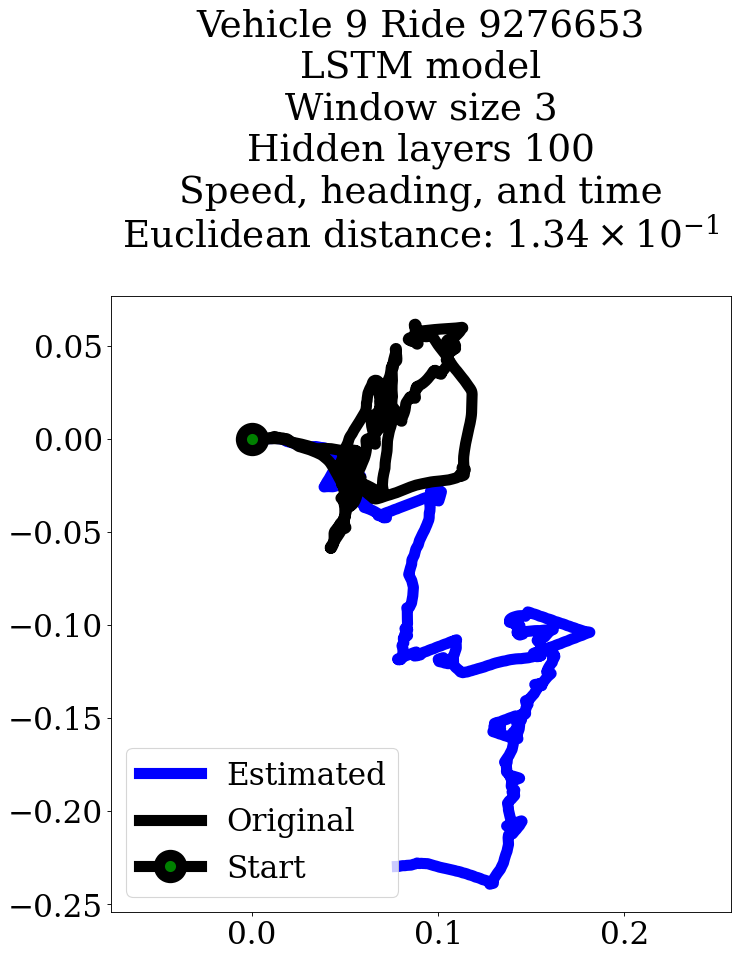 Vehicle 9 Ride 9276653
LSTM model
Window size 3
Hidden layers 100
Speed, heading, and time
Euclidean distance: 1.34 × 10⁻¹
0.05
0.00
−0.05
−0.10
−0.15
−0.20
−0.25
Estimated
Original
Start
0.0 0.1 0.2